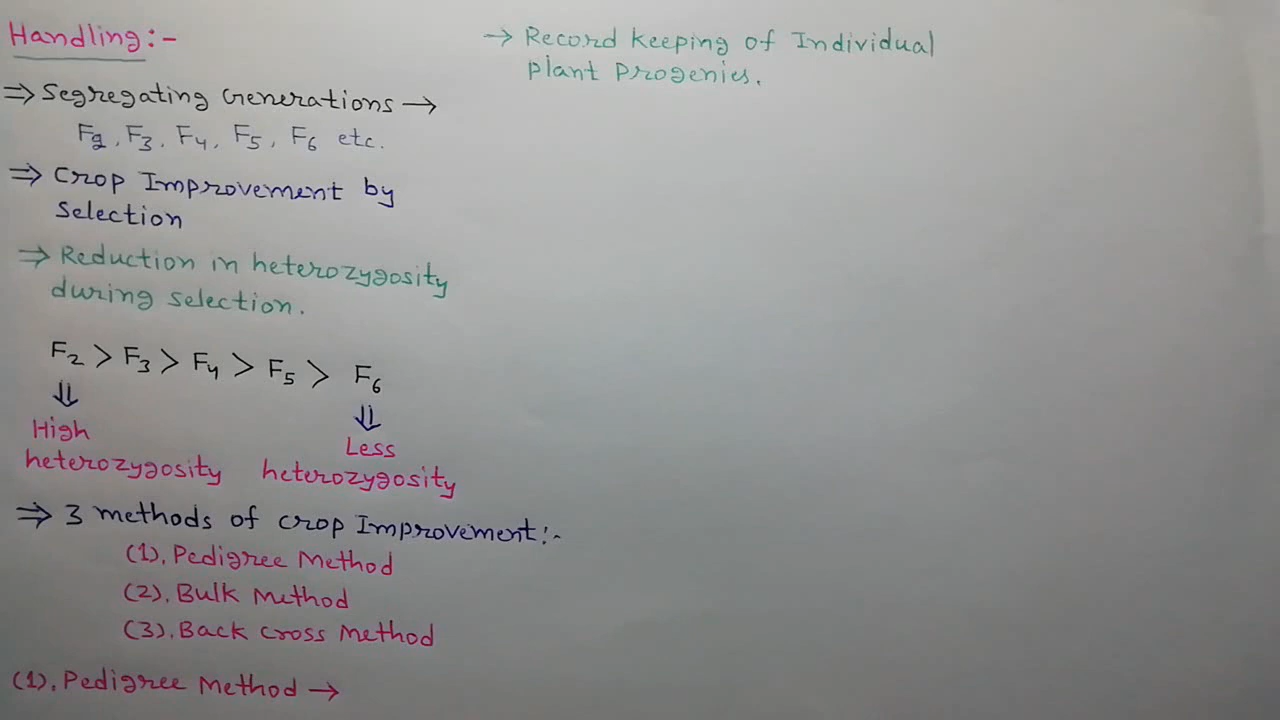 Handling:-
⇒ Segregating Generations →
F2, F3, F4, F5, F6 etc.
⇒ Crop Improvement by
Selection
⇒ Reduction in heterozygosity
during selection.
F2 > F3 > F4 > F5 > F6
⇓ ⇓
High
Less
heterozygosity heterozygosity
⇒ 3 methods of crop Improvement:-
(1). Pedigree Method
(2). Bulk Method
(3). Back cross Method
(1). Pedigree Method →
→ Record keeping of Individual
plant progenies.